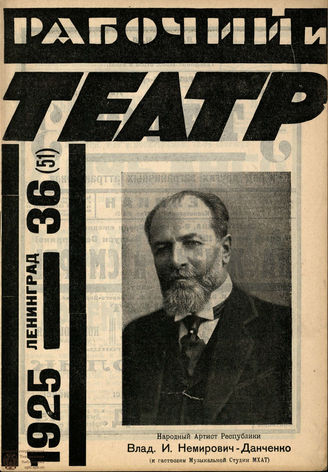 РАБОЧИЙ и
ТЕАТР
1925 ЛЕНИНГРАД 36 (51)
Народный Артист Республики
Влад. И. Немирович-Данченко
(к гастролям Музыкальной Студии МХАТ)